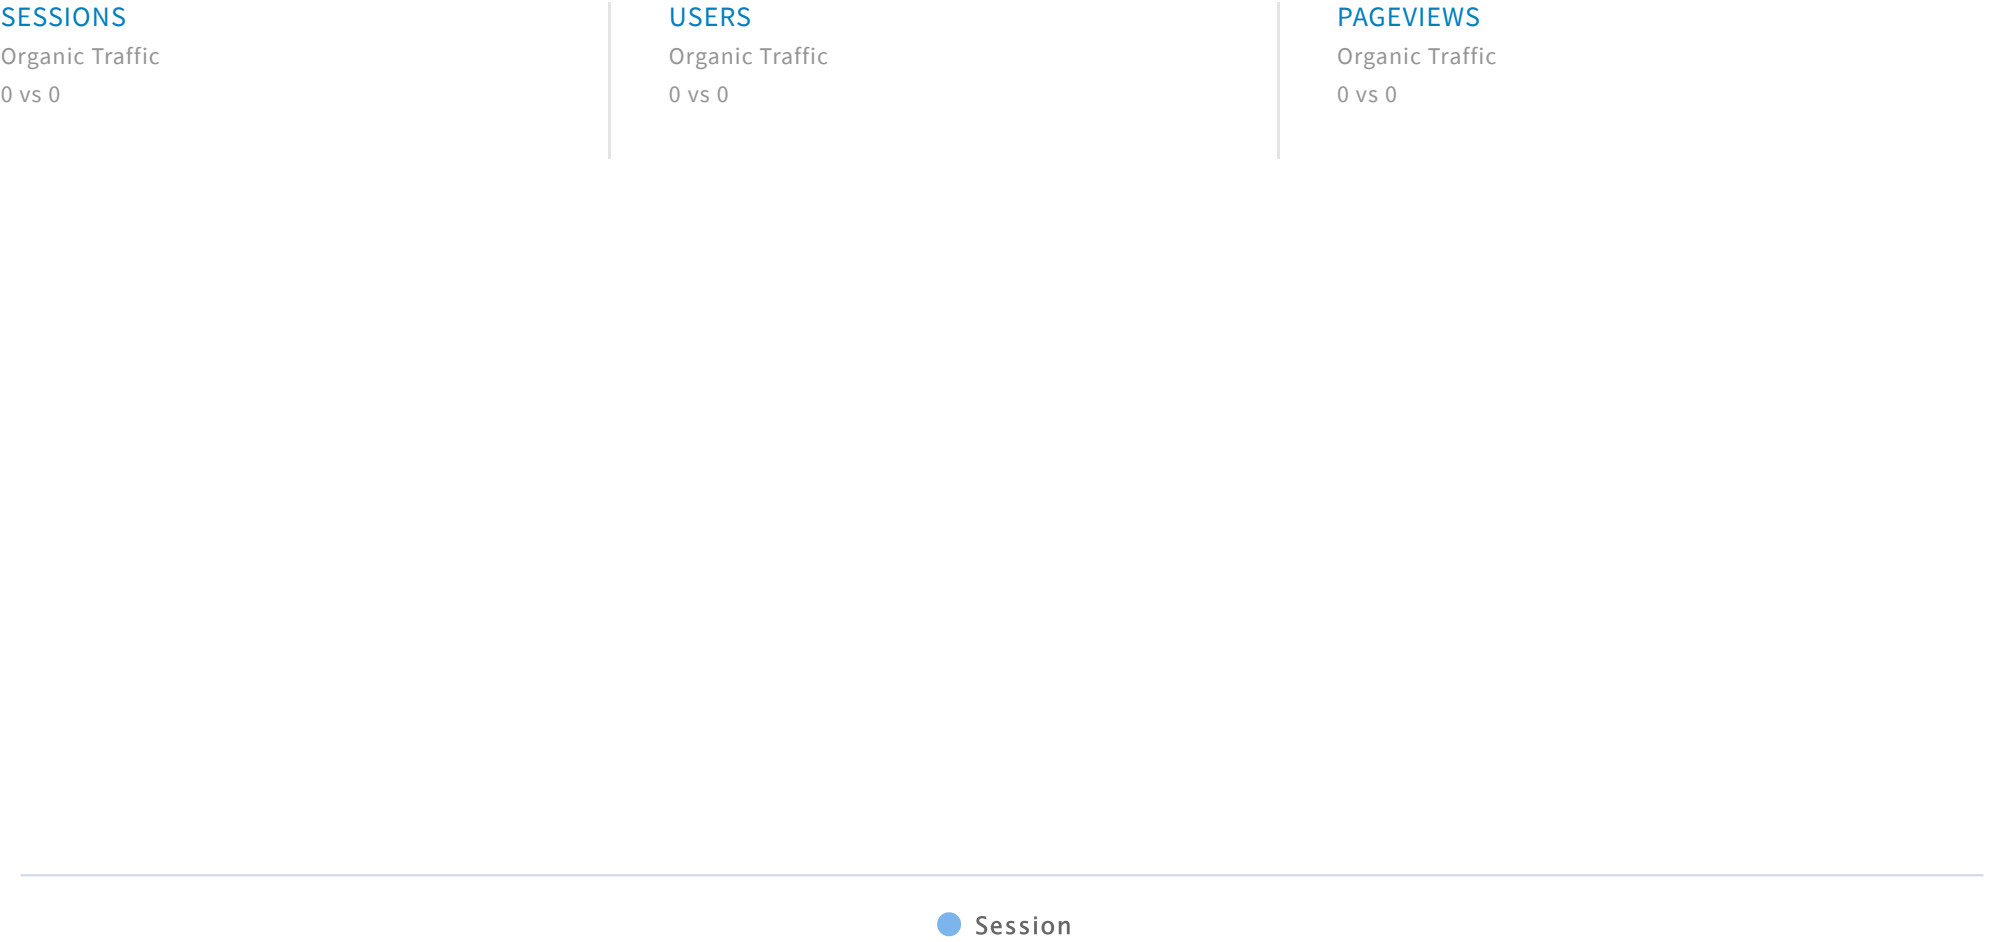 SESSIONS
Organic Traffic
0 vs 0
USERS
Organic Traffic
0 vs 0
PAGEVIEWS
Organic Traffic
0 vs 0
Session